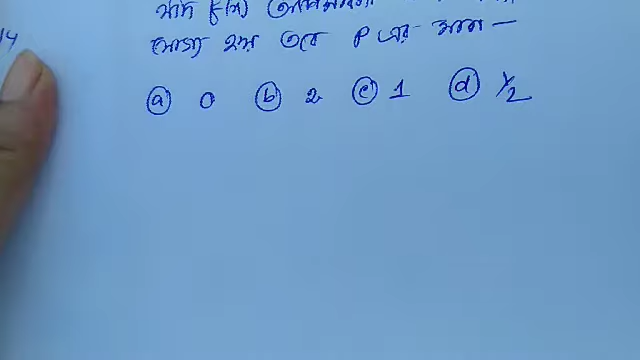 14
যদি F(x)
যোগ্য হয় তবে P এর মান —
ⓐ 0 ⓑ 2 ⓒ 1 ⓓ 1/2